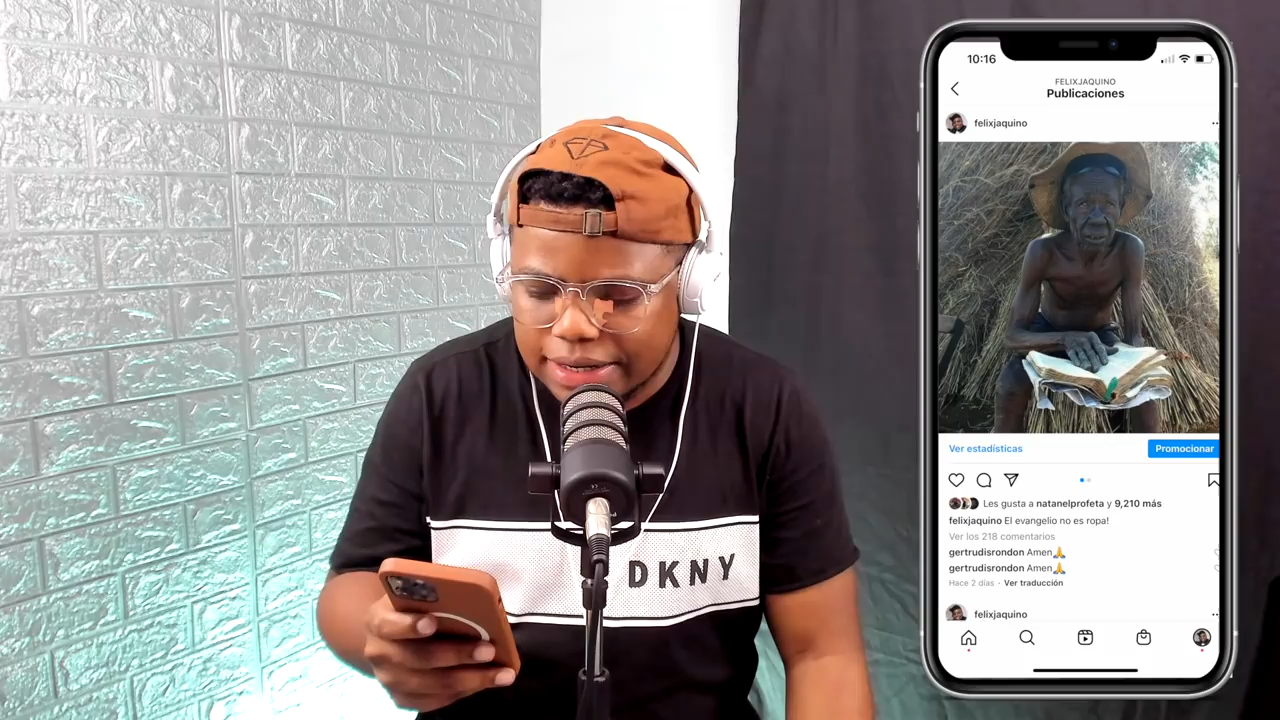 DKNY
10:16
FELIXJAQUINO
Publicaciones
felixjaquino
Ver estadísticas
Promocionar
Les gusta a natanelprofeta y 9,210 más
felixjaquino El evangelio no es ropa!
Ver los 218 comentarios
gertrudisrondon Amen🙏
gertrudisrondon Amen🙏
Hace 2 días · Ver traducción
felixjaquino